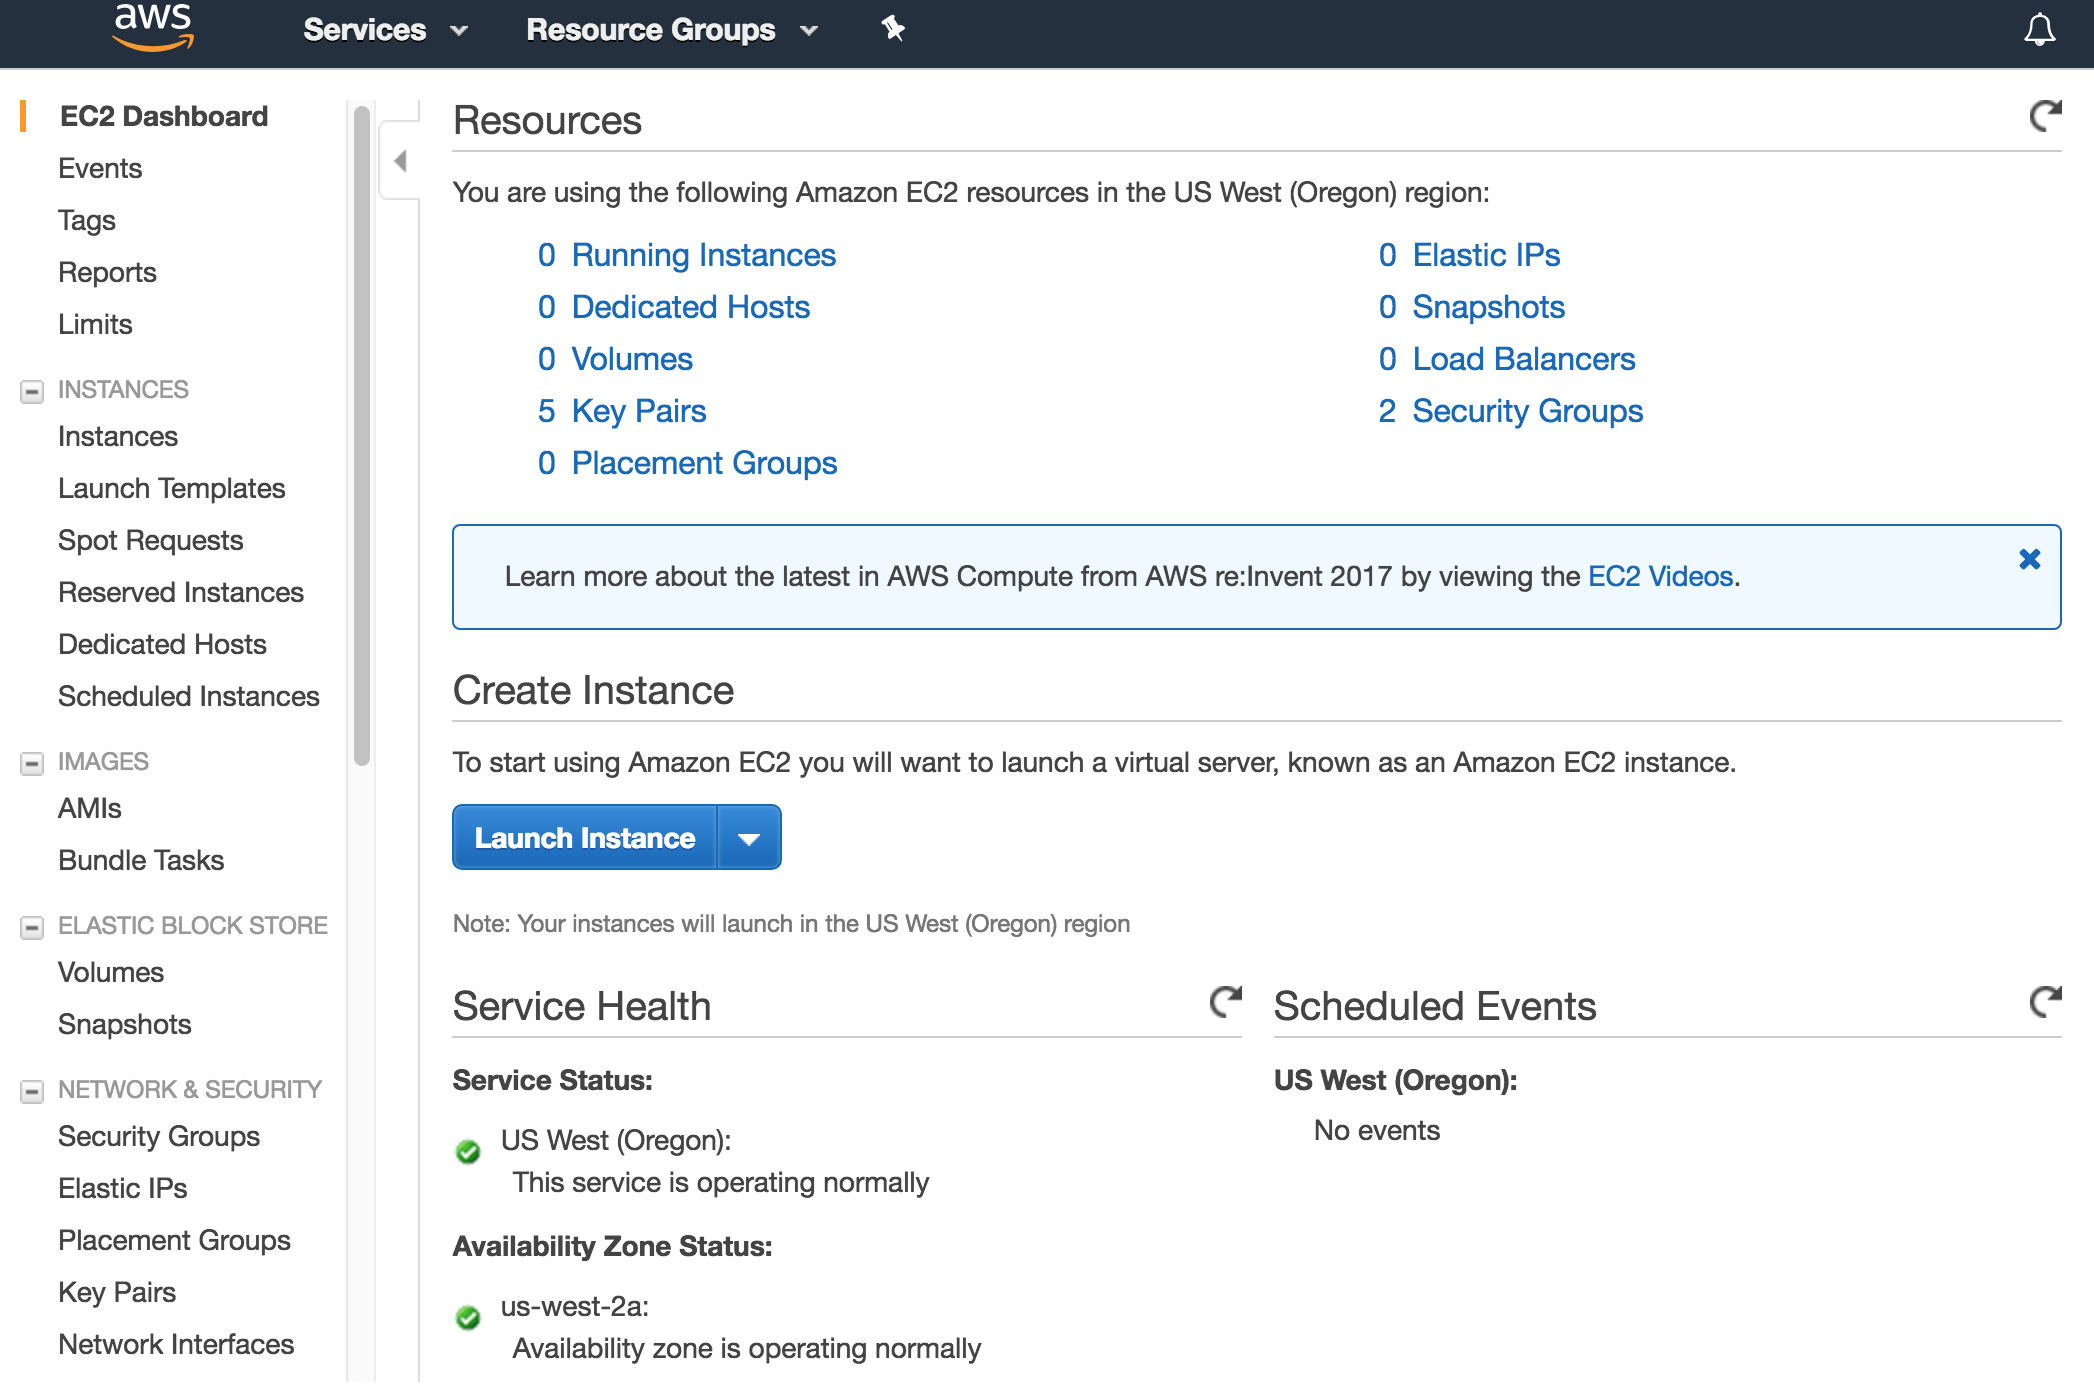 aws
Services
Resource Groups
EC2 Dashboard
Events
Tags
Reports
Limits
INSTANCES
Instances
Launch Templates
Spot Requests
Reserved Instances
Dedicated Hosts
Scheduled Instances
IMAGES
AMIs
Bundle Tasks
ELASTIC BLOCK STORE
Volumes
Snapshots
NETWORK & SECURITY
Security Groups
Elastic IPs
Placement Groups
Key Pairs
Network Interfaces
Resources
You are using the following Amazon EC2 resources in the US West (Oregon) region:
0 Running Instances
0 Dedicated Hosts
0 Volumes
5 Key Pairs
0 Placement Groups
0 Elastic IPs
0 Snapshots
0 Load Balancers
2 Security Groups
Learn more about the latest in AWS Compute from AWS re:Invent 2017 by viewing the EC2 Videos.
Create Instance
To start using Amazon EC2 you will want to launch a virtual server, known as an Amazon EC2 instance.
Launch Instance
Note: Your instances will launch in the US West (Oregon) region
Service Health
Service Status:
US West (Oregon):
This service is operating normally
Availability Zone Status:
us-west-2a:
Availability zone is operating normally
Scheduled Events
US West (Oregon):
No events